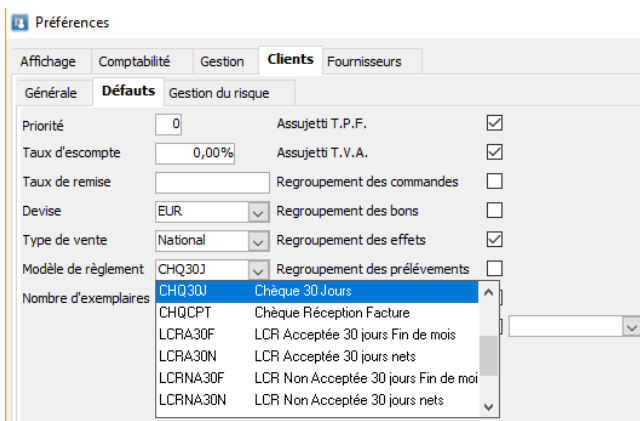 Préférences
Affichage Comptabilité Gestion Clients Fournisseurs
Générale Défauts Gestion du risque
Priorité 0 Assujetti T.P.F.
Taux d'escompte 0,00% Assujetti T.V.A.
Taux de remise Regroupement des commandes
Devise EUR Regroupement des bons
Type de vente National Regroupement des effets
Modèle de règlement CHQ30J Regroupement des prélévements
Nombre d'exemplaires CHQ30J Chèque 30 Jours
CHQCPT Chèque Réception Facture
LCRA30F LCR Acceptée 30 jours Fin de mois
LCRA30N LCR Acceptée 30 jours nets
LCRNA30F LCR Non Acceptée 30 jours Fin de moi
LCRNA30N LCR Non Acceptée 30 jours nets